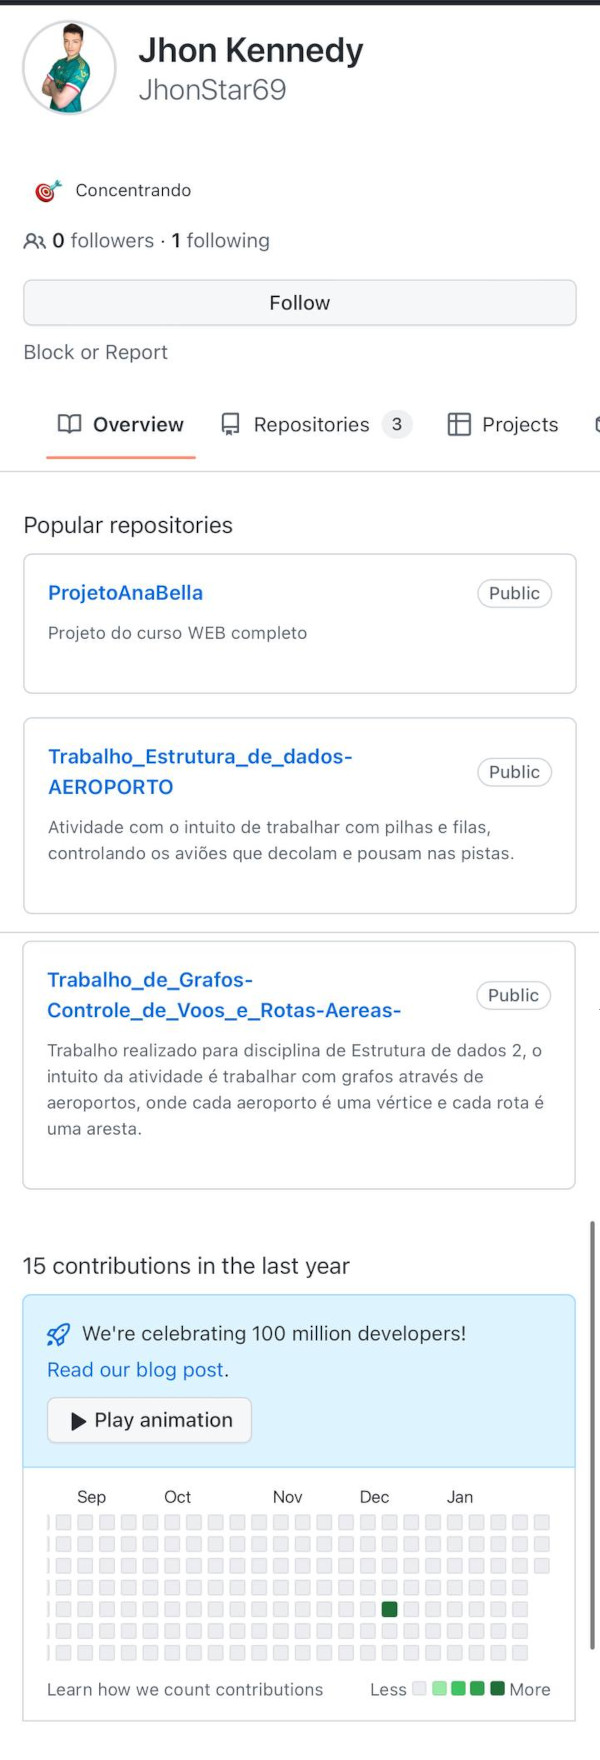 Jhon Kennedy
JhonStar69
Concentrando
0 followers · 1 following
Follow
Block or Report
Overview Repositories 3 Projects
Popular repositories
ProjetoAnaBella Public
Projeto do curso WEB completo
Trabalho_Estrutura_de_dados-
AEROPORTO
Public
Atividade com o intuito de trabalhar com pilhas e filas,
controlando os aviões que decolam e pousam nas pistas.
Trabalho_de_Grafos-
Controle_de_Voos_e_Rotas-Aereas-
Public
Trabalho realizado para disciplina de Estrutura de dados 2, o
intuito da atividade é trabalhar com grafos através de
aeroportos, onde cada aeroporto é uma vértice e cada rota é
uma aresta.
15 contributions in the last year
We're celebrating 100 million developers!
Read our blog post.
Play animation
Sep Oct Nov Dec Jan
Learn how we count contributions Less More